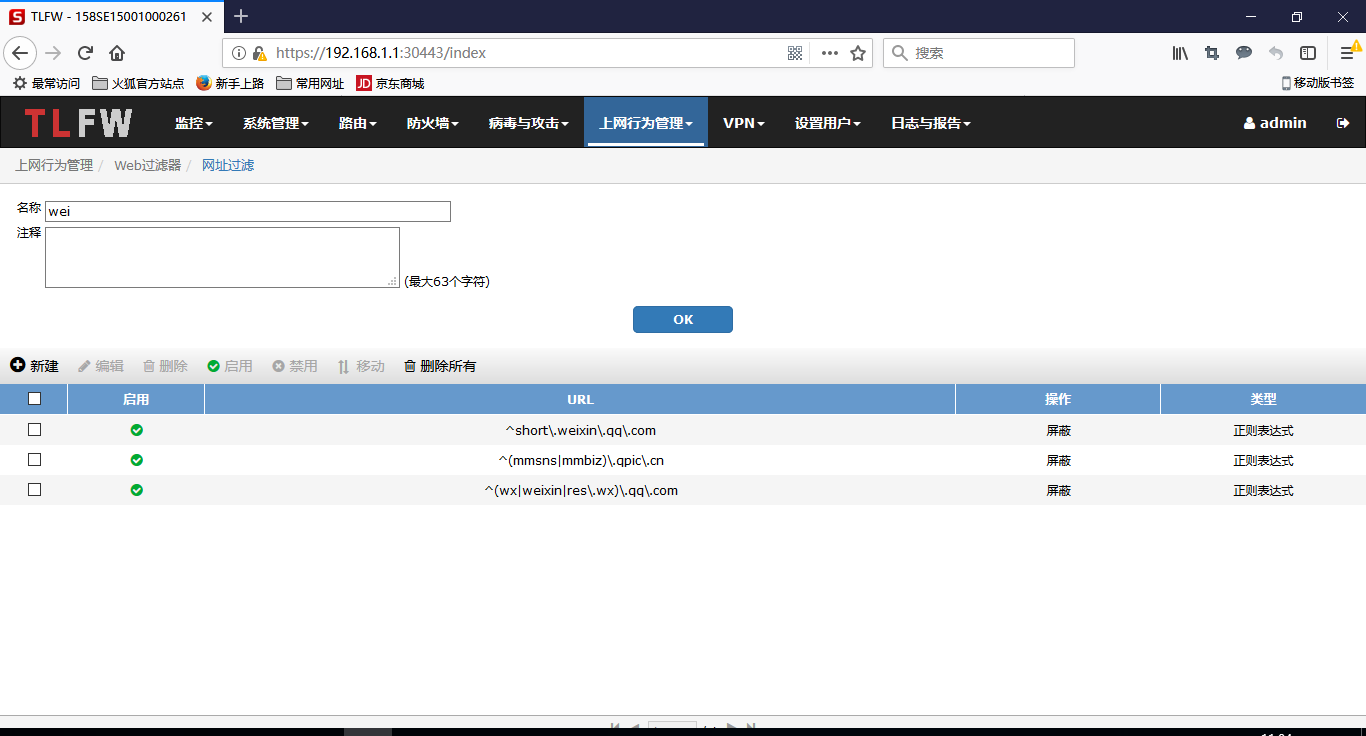 TLFW - 158SE15001000261
https://192.168.1.1:30443/index
搜索
最常访问 火狐官方站点 新手上路 常用网址 JD 京东商城 移动版书签
TLFW 监控 系统管理 路由 防火墙 病毒与攻击 上网行为管理 VPN 设置用户 日志与报告 admin
上网行为管理 / Web过滤器 / 网址过滤
名称 wei
注释
(最大63个字符)
OK
新建 编辑 删除 启用 禁用 移动 删除所有
启用 URL 操作 类型
^short\.weixin\.qq\.com 屏蔽 正则表达式
^(mmsns|mmbiz)\.qpic\.cn 屏蔽 正则表达式
^(wx|weixin|res\.wx)\.qq\.com 屏蔽 正则表达式